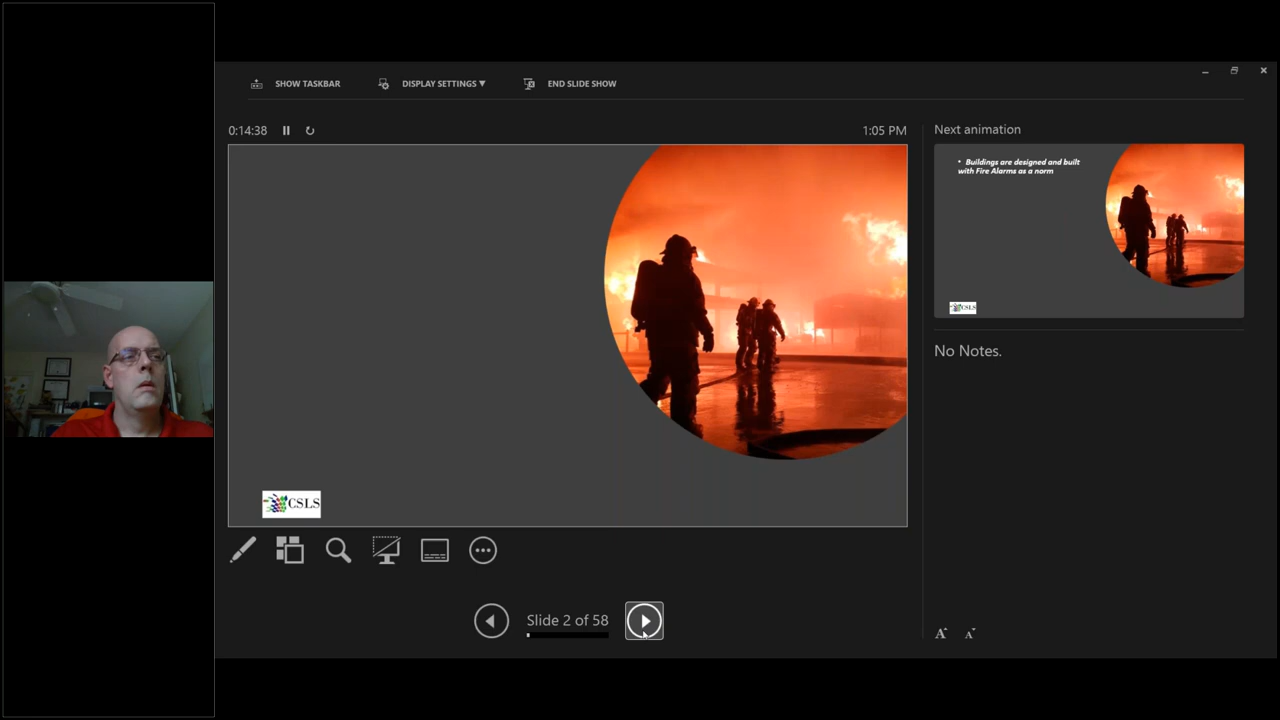 SHOW TASKBAR
DISPLAY SETTINGS ▼
END SLIDE SHOW
0:14:38
1:05 PM
Next animation
• Buildings are designed and built
with Fire Alarms as a norm
CSLS
No Notes.
CSLS
Slide 2 of 58
A A